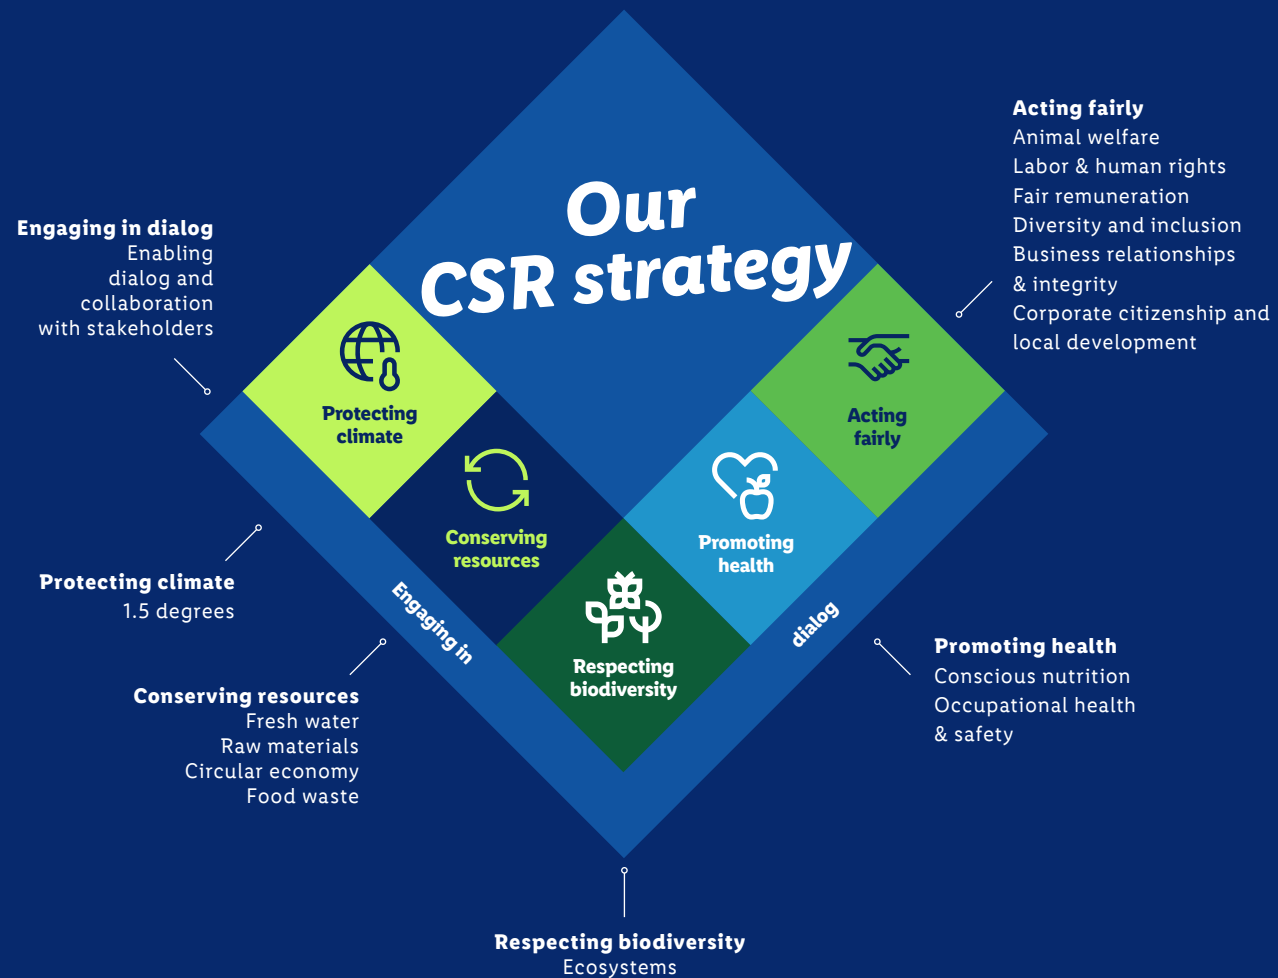 Our
CSR strategy
Engaging in dialog
Enabling
dialog and
collaboration
with stakeholders
Acting fairly
Animal welfare
Labor & human rights
Fair remuneration
Diversity and inclusion
Business relationships
& integrity
Corporate citizenship and
local development
Protecting
climate
Acting
fairly
Conserving
resources
Promoting
health
Respecting
biodiversity
Engaging in
dialog
Protecting climate
1.5 degrees
Conserving resources
Fresh water
Raw materials
Circular economy
Food waste
Promoting health
Conscious nutrition
Occupational health
& safety
Respecting biodiversity
Ecosystems